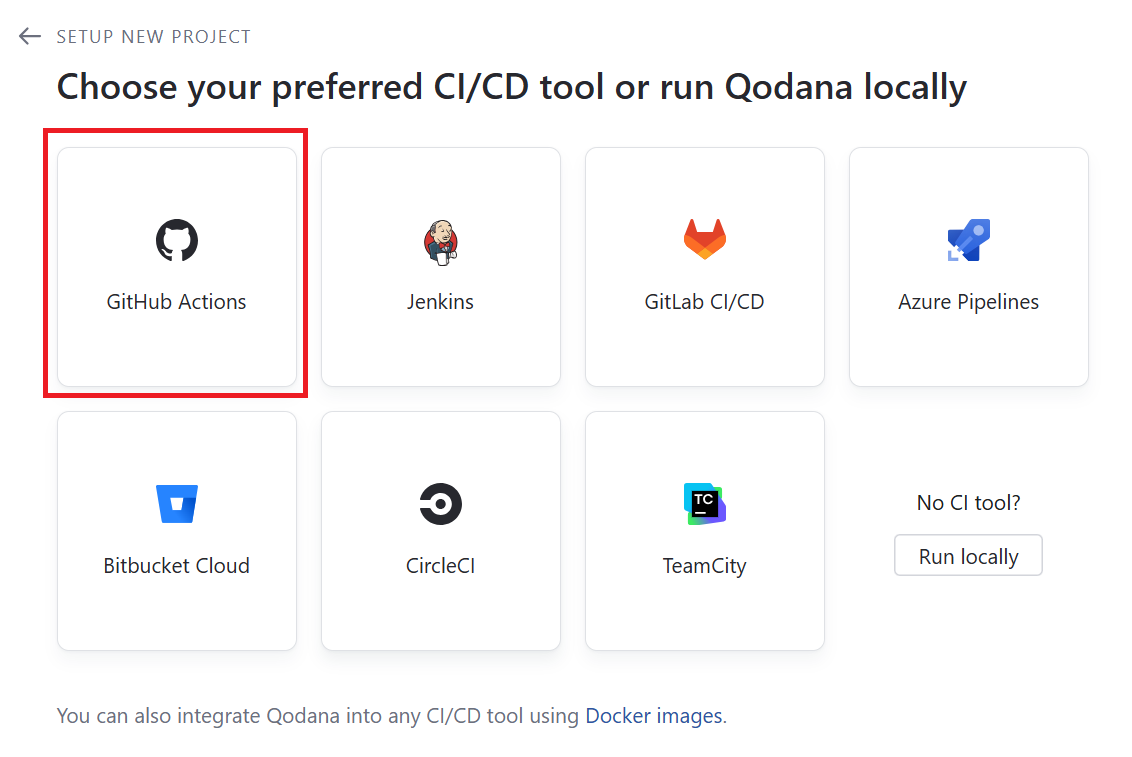 SETUP NEW PROJECT
Choose your preferred CI/CD tool or run Qodana locally
GitHub Actions
Jenkins
GitLab CI/CD
Azure Pipelines
Bitbucket Cloud
CircleCI
TC
TeamCity
No CI tool?
Run locally
You can also integrate Qodana into any CI/CD tool using Docker images.